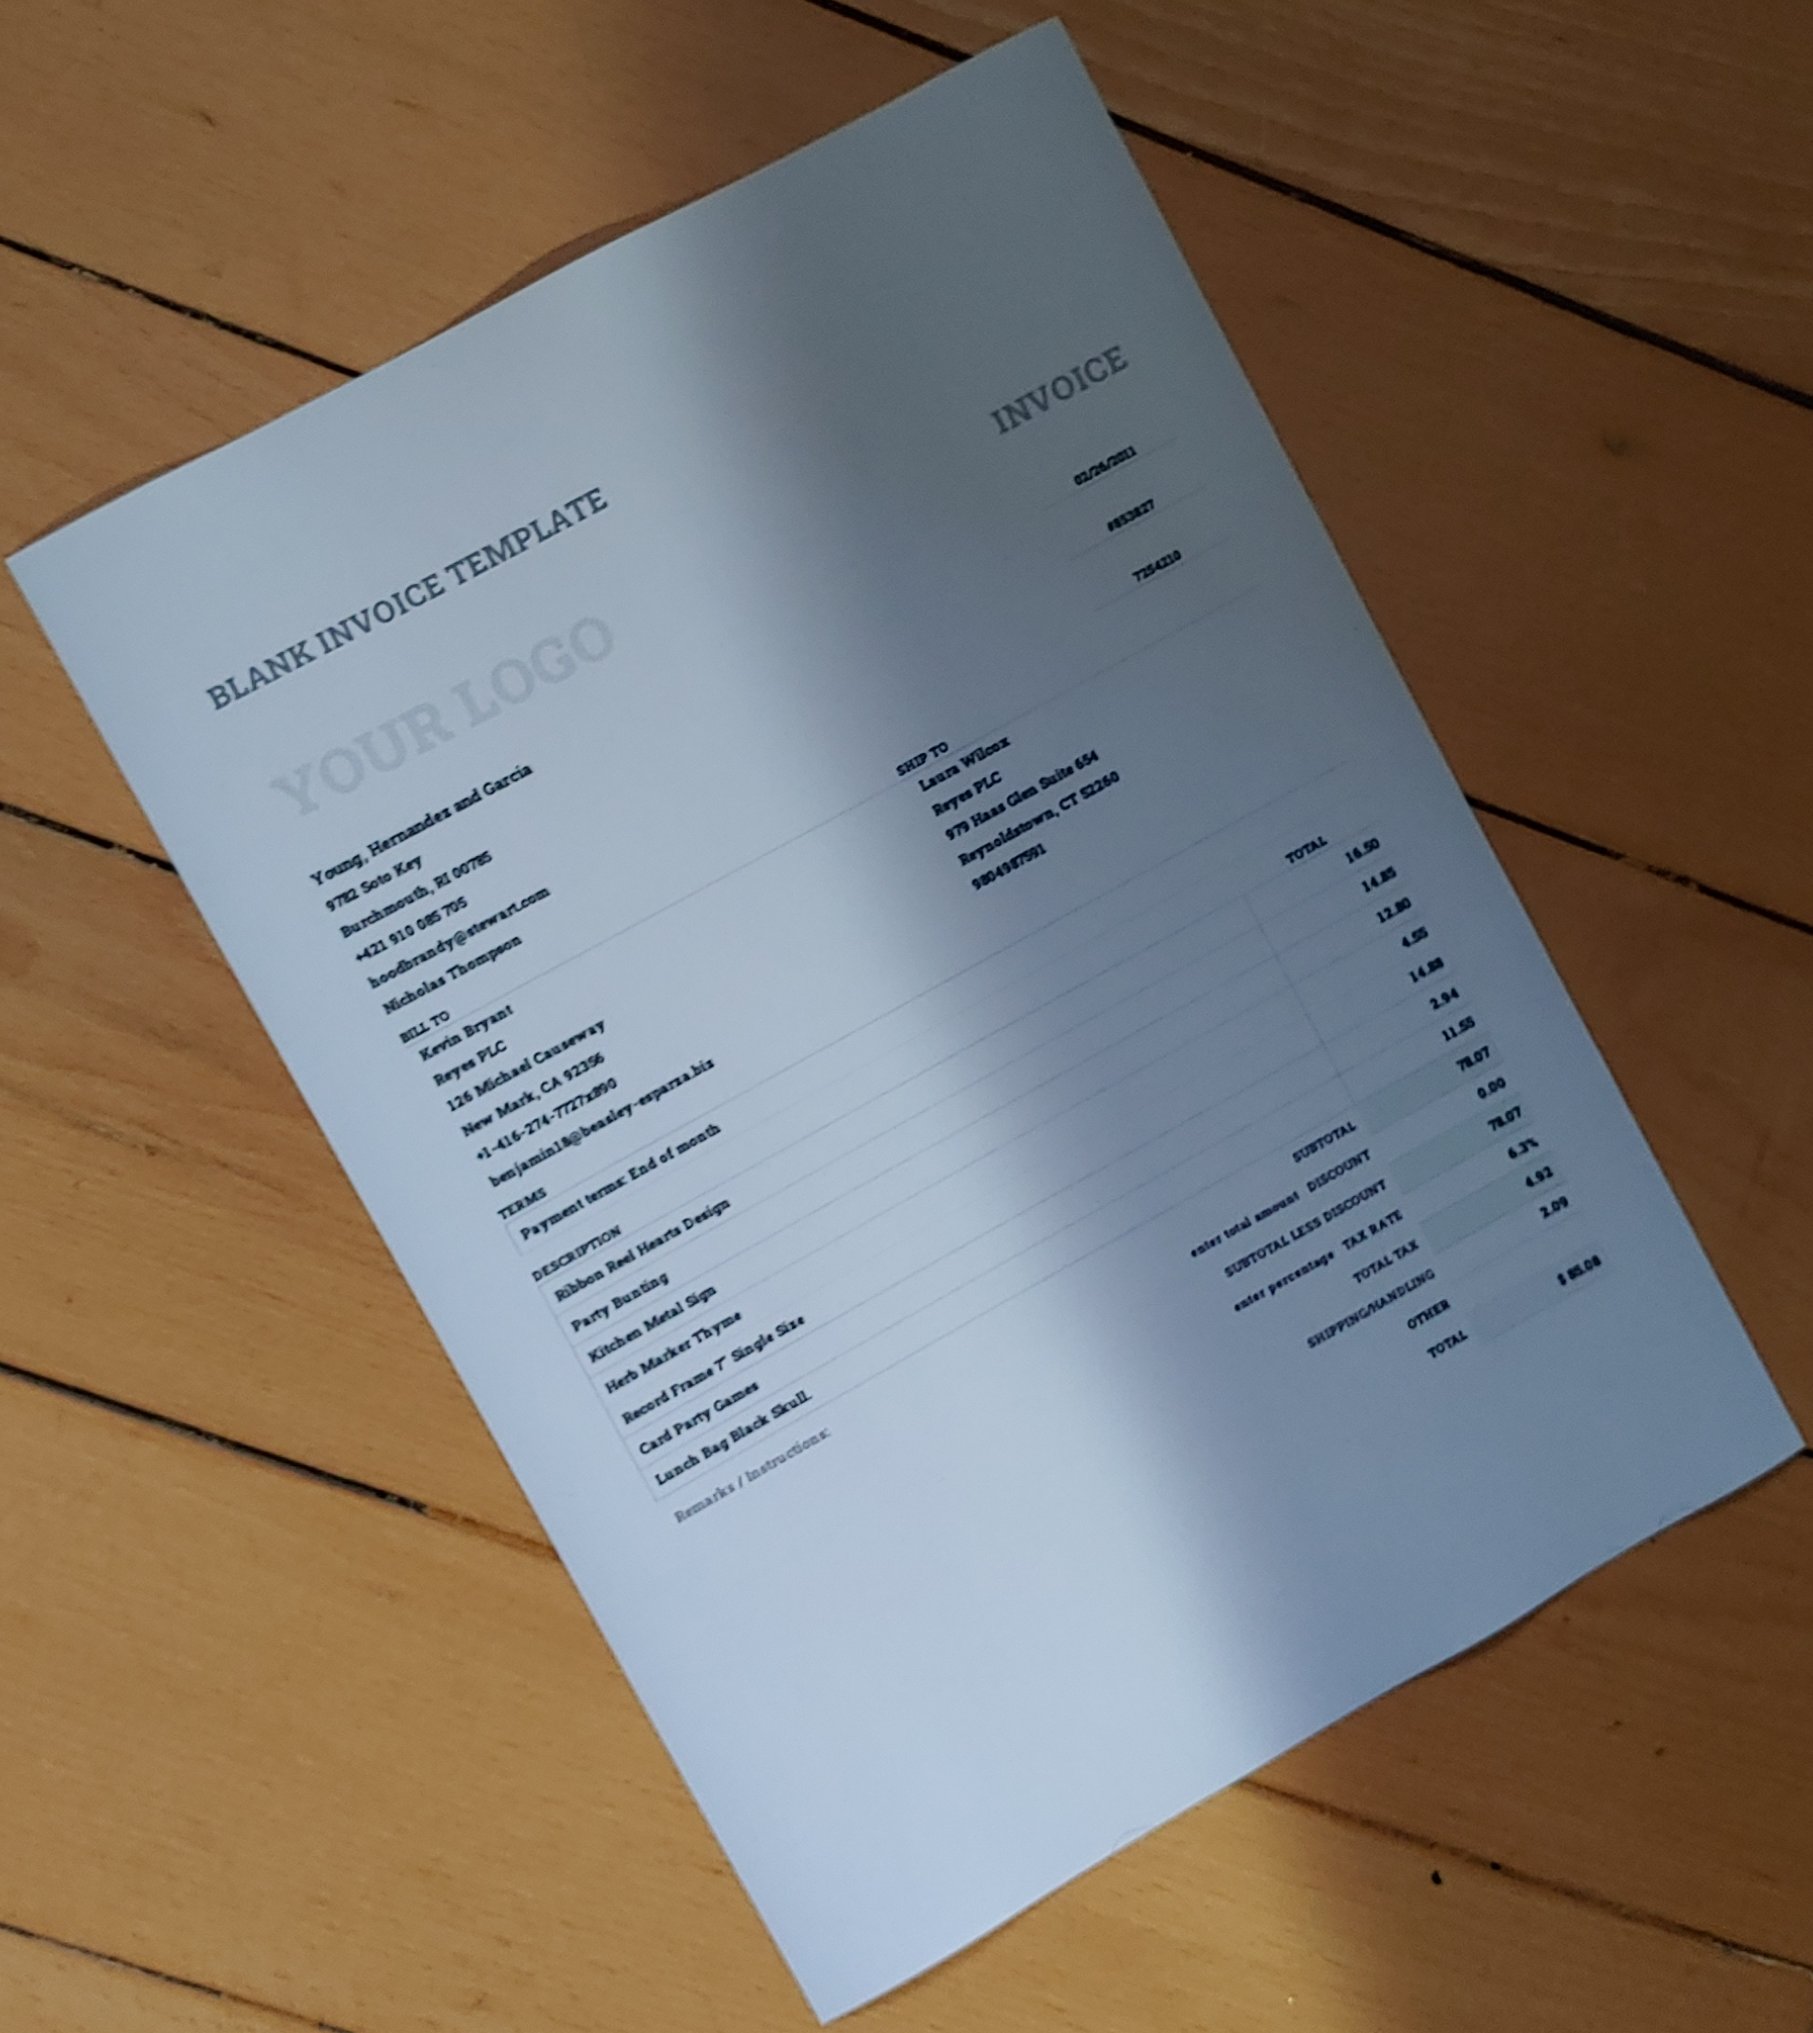 BLANK INVOICE TEMPLATE
INVOICE
YOUR LOGO
#853827
7254210
Young, Hernandez and Garcia
9782 Soto Key
Burchmouth, RI 00785
+421 910 085 705
hoodbrandy@stewart.com
Nicholas Thompson
BILL TO
Kevin Bryant
Reyes PLC
126 Michael Causeway
New Mark, CA 92356
+1-416-274-7727x890
benjamin18@beasley-esparza.biz
SHIP TO
Laura Wilcox
Reyes PLC
979 Haas Glen Suite 654
Reynoldstown, CT 52260
9804987591
TERMS
Payment terms: End of month
DESCRIPTION TOTAL
Ribbon Reel Hearts Design 16.50
Party Bunting 14.85
Kitchen Metal Sign 12.80
Herb Marker Thyme 4.55
Record Frame 7" Single Size 14.88
Card Party Games 2.94
Lunch Bag Black Skull. 11.55
Remarks / Instructions:
SUBTOTAL 78.07
enter total amount DISCOUNT 0.00
SUBTOTAL LESS DISCOUNT 78.07
enter percentage TAX RATE 6.3%
TOTAL TAX 4.92
SHIPPING/HANDLING 2.09
OTHER
TOTAL $ 85.08